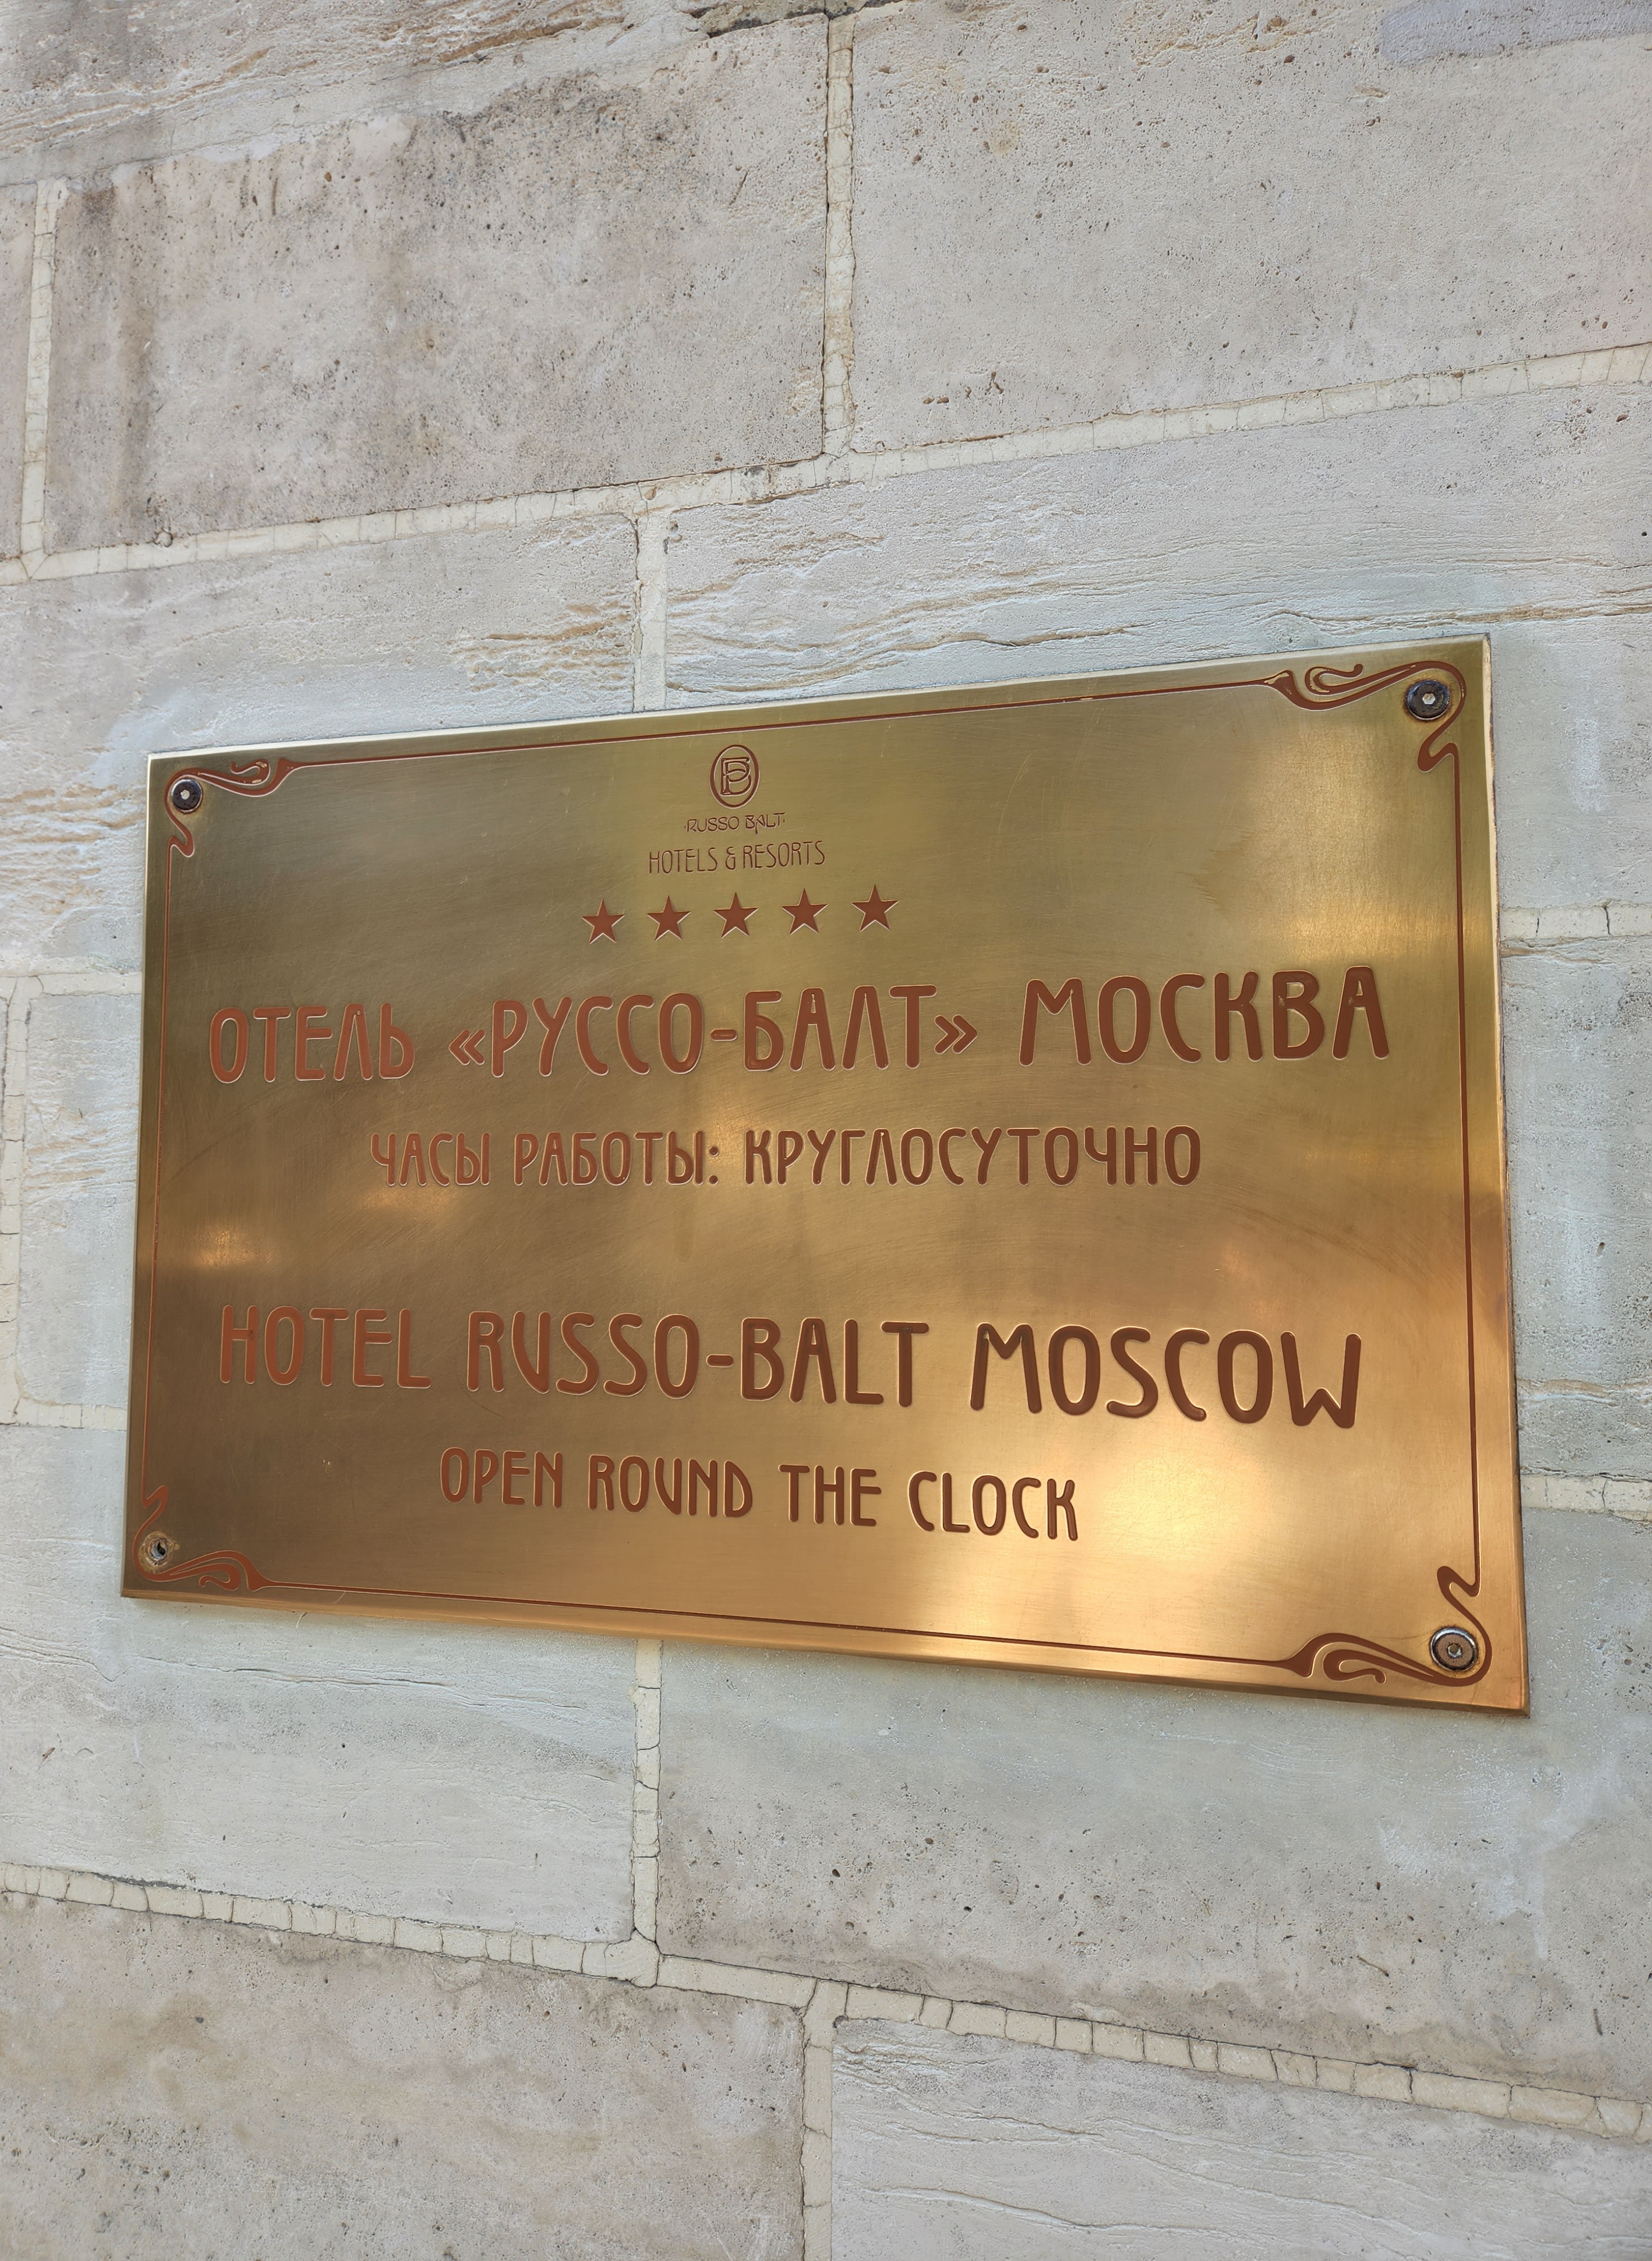 RUSSO BALT
HOTELS & RESORTS
★ ★ ★ ★ ★
ОТЕЛЬ «РУССО-БАЛТ» МОСКВА
ЧАСЫ РАБОТЫ: КРУГЛОСУТОЧНО
HOTEL RUSSO-BALT MOSCOW
OPEN ROUND THE CLOCK